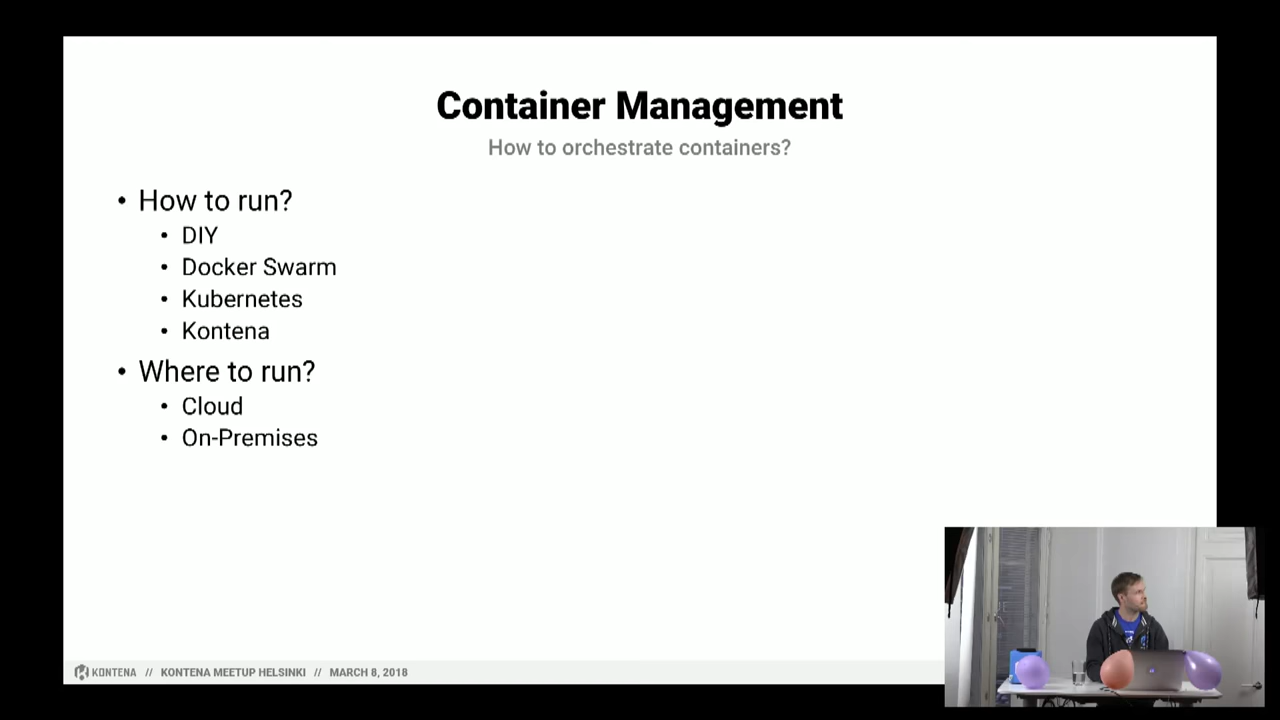 Container Management
How to orchestrate containers?
• How to run?
• DIY
• Docker Swarm
• Kubernetes
• Kontena
• Where to run?
• Cloud
• On-Premises
KONTENA // KONTENA MEETUP HELSINKI // MARCH 8, 2018